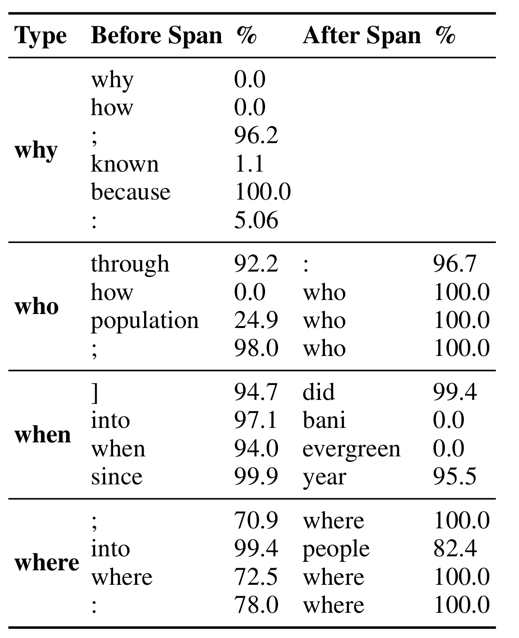 Type Before Span % After Span %
why
why 0.0
how 0.0
; 96.2
known 1.1
because 100.0
: 5.06
who
through 92.2 : 96.7
how 0.0 who 100.0
population 24.9 who 100.0
; 98.0 who 100.0
when
] 94.7 did 99.4
into 97.1 bani 0.0
when 94.0 evergreen 0.0
since 99.9 year 95.5
where
; 70.9 where 100.0
into 99.4 people 82.4
where 72.5 where 100.0
: 78.0 where 100.0